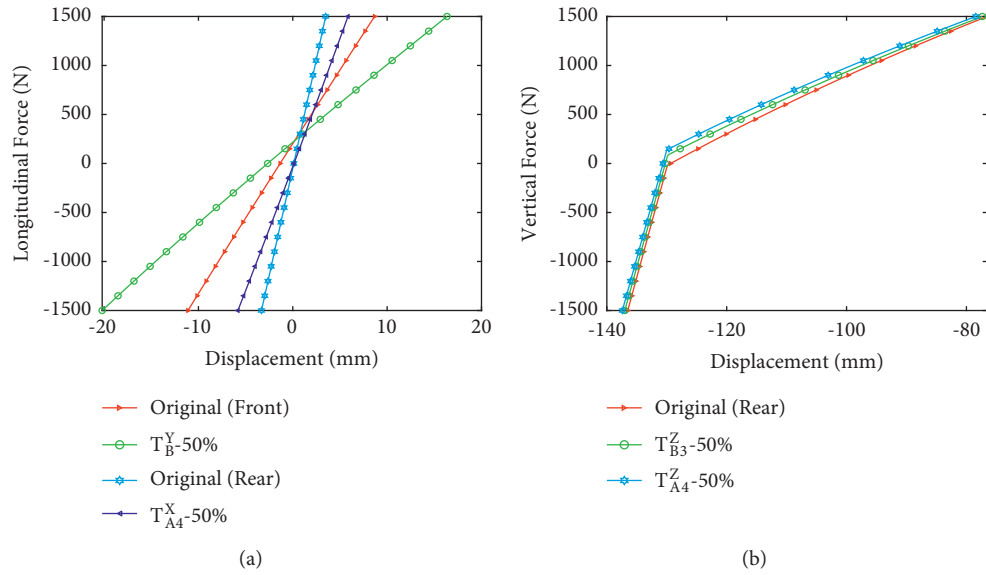 1500
1000
500
0
-500
-1000
-1500
Longitudinal Force (N)
-20
-10
0
10
20
Displacement (mm)
Original (Front)
T_B^Y-50%
Original (Rear)
T_A4^X-50%
(a)
1500
1000
500
0
-500
-1000
-1500
Vertical Force (N)
-140
-120
-100
-80
Displacement (mm)
Original (Rear)
T_B3^Z-50%
T_A4^Z-50%
(b)